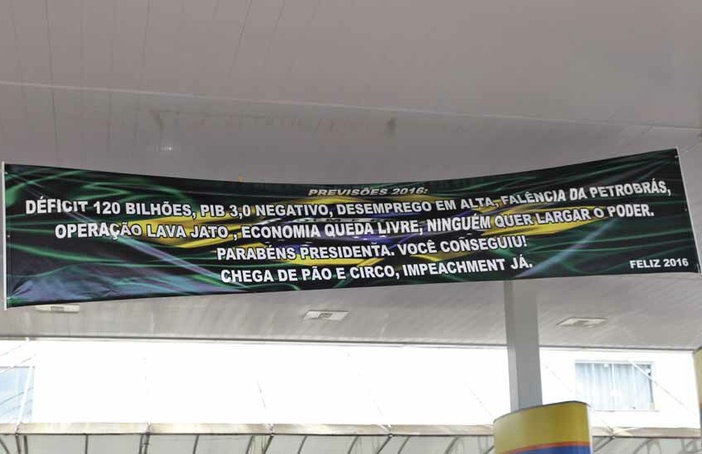 PREVISÕES 2016:
DÉFICIT 120 BILHÕES, PIB 3,0 NEGATIVO, DESEMPREGO EM ALTA, FALÊNCIA DA PETROBRÁS,
OPERAÇÃO LAVA JATO , ECONOMIA QUEDA LIVRE, NINGUÉM QUER LARGAR O PODER.
PARABÉNS PRESIDENTA. VOCÊ CONSEGUIU!
CHEGA DE PÃO E CIRCO, IMPEACHMENT JÁ.
FELIZ 2016